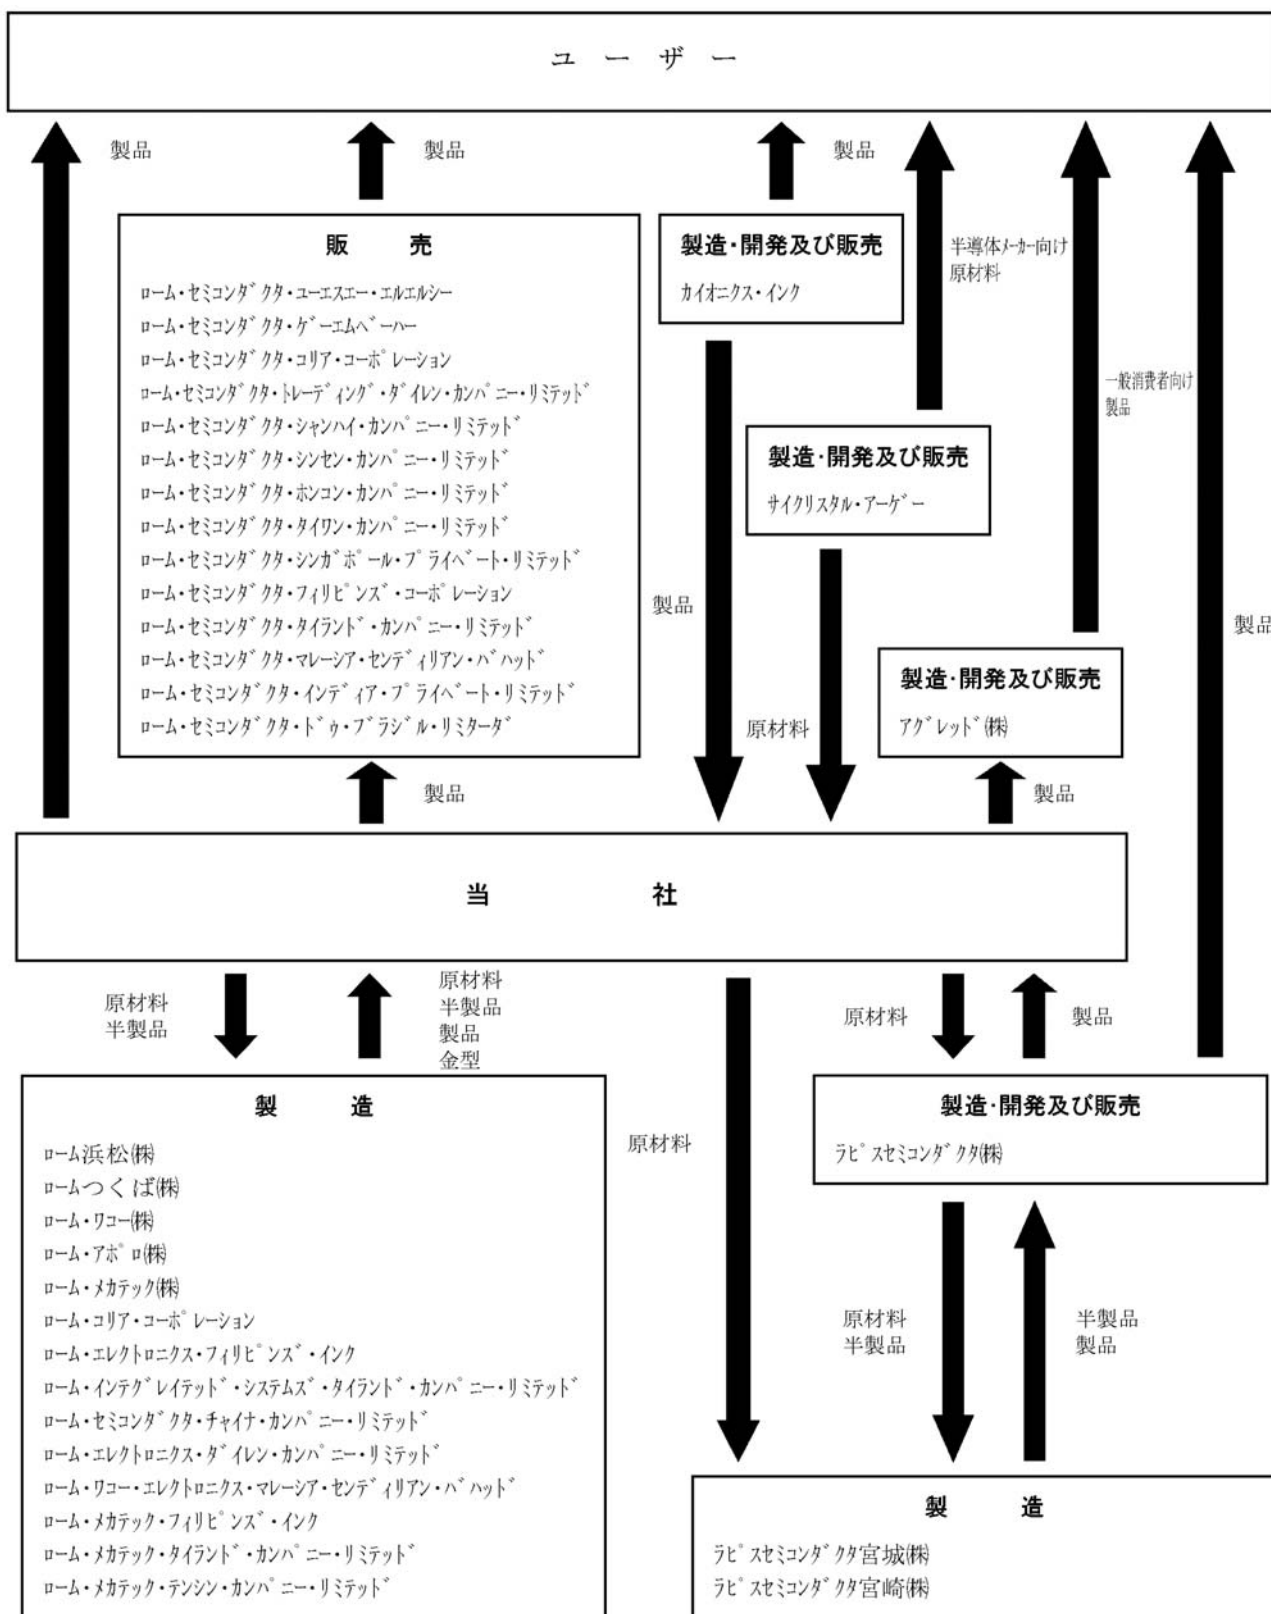 ユーザー
製品
製品
製品
半導体ﾒｰｶｰ向け
原材料
一般消費者向け
製品
製品
販　売
ﾛｰﾑ・ｾﾐｺﾝﾀﾞｸﾀ・ﾕｰｴｽｴｰ・ｴﾙｴﾙｼｰ
ﾛｰﾑ・ｾﾐｺﾝﾀﾞｸﾀ・ｹﾞｰｴﾑﾍﾞｰﾊｰ
ﾛｰﾑ・ｾﾐｺﾝﾀﾞｸﾀ・ｺﾘｱ・ｺｰﾎﾟﾚｰｼｮﾝ
ﾛｰﾑ・ｾﾐｺﾝﾀﾞｸﾀ・ﾄﾚｰﾃﾞｨﾝｸﾞ・ﾀﾞｲﾚﾝ・ｶﾝﾊﾟﾆｰ・ﾘﾐﾃｯﾄﾞ
ﾛｰﾑ・ｾﾐｺﾝﾀﾞｸﾀ・ｼｬﾝﾊｲ・ｶﾝﾊﾟﾆｰ・ﾘﾐﾃｯﾄﾞ
ﾛｰﾑ・ｾﾐｺﾝﾀﾞｸﾀ・ｼﾝｾﾝ・ｶﾝﾊﾟﾆｰ・ﾘﾐﾃｯﾄﾞ
ﾛｰﾑ・ｾﾐｺﾝﾀﾞｸﾀ・ﾎﾝｺﾝ・ｶﾝﾊﾟﾆｰ・ﾘﾐﾃｯﾄﾞ
ﾛｰﾑ・ｾﾐｺﾝﾀﾞｸﾀ・ﾀｲﾜﾝ・ｶﾝﾊﾟﾆｰ・ﾘﾐﾃｯﾄﾞ
ﾛｰﾑ・ｾﾐｺﾝﾀﾞｸﾀ・ｼﾝｶﾞﾎﾟｰﾙ・ﾌﾟﾗｲﾍﾞｰﾄ・ﾘﾐﾃｯﾄﾞ
ﾛｰﾑ・ｾﾐｺﾝﾀﾞｸﾀ・ﾌｨﾘﾋﾟﾝｽﾞ・ｺｰﾎﾟﾚｰｼｮﾝ
ﾛｰﾑ・ｾﾐｺﾝﾀﾞｸﾀ・ﾀｲﾗﾝﾄﾞ・ｶﾝﾊﾟﾆｰ・ﾘﾐﾃｯﾄﾞ
ﾛｰﾑ・ｾﾐｺﾝﾀﾞｸﾀ・ﾏﾚｰｼｱ・ｾﾝﾃﾞｨﾘｱﾝ・ﾊﾞﾊｯﾄﾞ
ﾛｰﾑ・ｾﾐｺﾝﾀﾞｸﾀ・ｲﾝﾃﾞｨｱ・ﾌﾟﾗｲﾍﾞｰﾄ・ﾘﾐﾃｯﾄﾞ
ﾛｰﾑ・ｾﾐｺﾝﾀﾞｸﾀ・ﾄﾞｩ・ﾌﾞﾗｼﾞﾙ・ﾘﾐﾀｰﾀﾞ
製造・開発及び販売
ｶｲｵﾆｸｽ・ｲﾝｸ
製造・開発及び販売
ｻｲｸﾘｽﾀﾙ・ｱｰｹﾞｰ
製造・開発及び販売
ｱｸﾞﾚｯﾄﾞ㈱
製品
原材料
製品
製品
当　社
原材料
半製品
原材料
半製品
製品
金型
原材料
製品
原材料
製　造
ﾛｰﾑ浜松㈱
ﾛｰﾑつくば㈱
ﾛｰﾑ・ﾜｺｰ㈱
ﾛｰﾑ・ｱﾎﾟﾛ㈱
ﾛｰﾑ・ﾒｶﾃｯｸ㈱
ﾛｰﾑ・ｺﾘｱ・ｺｰﾎﾟﾚｰｼｮﾝ
ﾛｰﾑ・ｴﾚｸﾄﾛﾆｸｽ・ﾌｨﾘﾋﾟﾝｽﾞ・ｲﾝｸ
ﾛｰﾑ・ｲﾝﾃｸﾞﾚｲﾃｯﾄﾞ・ｼｽﾃﾑｽﾞ・ﾀｲﾗﾝﾄﾞ・ｶﾝﾊﾟﾆｰ・ﾘﾐﾃｯﾄﾞ
ﾛｰﾑ・ｾﾐｺﾝﾀﾞｸﾀ・ﾁｬｲﾅ・ｶﾝﾊﾟﾆｰ・ﾘﾐﾃｯﾄﾞ
ﾛｰﾑ・ｴﾚｸﾄﾛﾆｸｽ・ﾀﾞｲﾚﾝ・ｶﾝﾊﾟﾆｰ・ﾘﾐﾃｯﾄﾞ
ﾛｰﾑ・ﾜｺｰ・ｴﾚｸﾄﾛﾆｸｽ・ﾏﾚｰｼｱ・ｾﾝﾃﾞｨﾘｱﾝ・ﾊﾞﾊｯﾄﾞ
ﾛｰﾑ・ﾒｶﾃｯｸ・ﾌｨﾘﾋﾟﾝｽﾞ・ｲﾝｸ
ﾛｰﾑ・ﾒｶﾃｯｸ・ﾀｲﾗﾝﾄﾞ・ｶﾝﾊﾟﾆｰ・ﾘﾐﾃｯﾄﾞ
ﾛｰﾑ・ﾒｶﾃｯｸ・ﾃﾝｼﾝ・ｶﾝﾊﾟﾆｰ・ﾘﾐﾃｯﾄﾞ
製造・開発及び販売
ﾗﾋﾟｽｾﾐｺﾝﾀﾞｸﾀ㈱
原材料
半製品
半製品
製品
製　造
ﾗﾋﾟｽｾﾐｺﾝﾀﾞｸﾀ宮城㈱
ﾗﾋﾟｽｾﾐｺﾝﾀﾞｸﾀ宮崎㈱